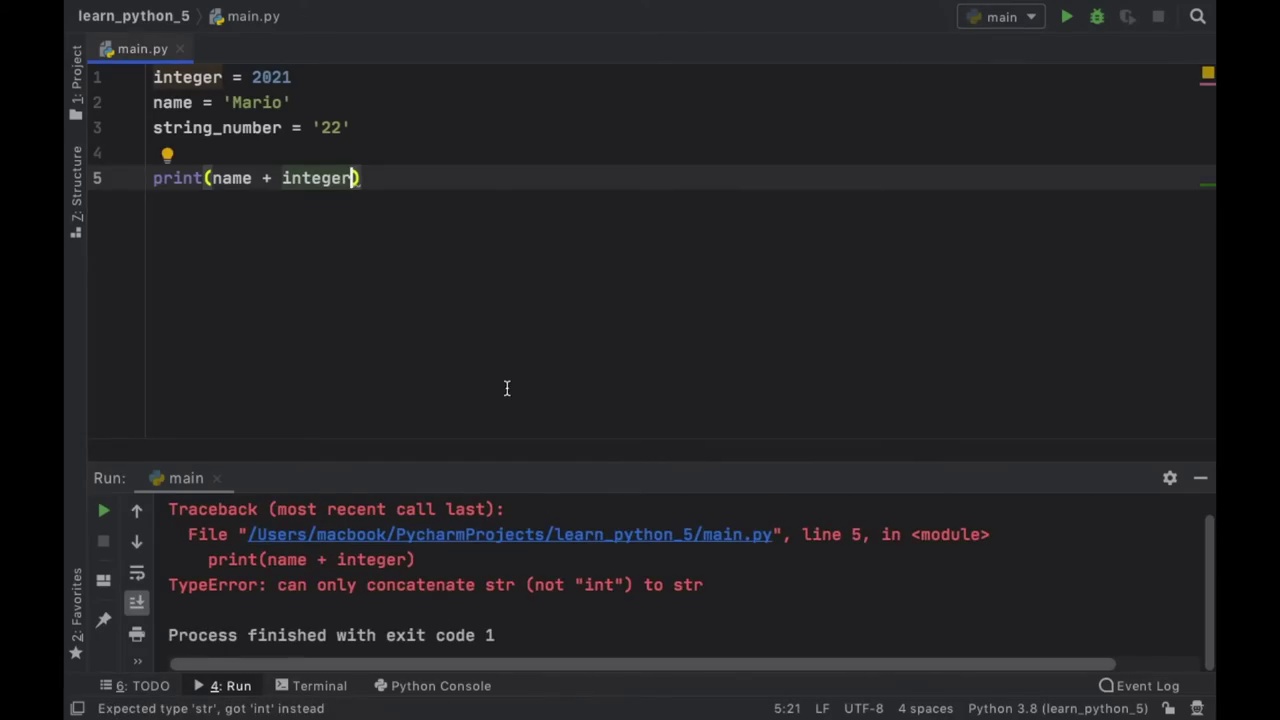 learn_python_5 main.py main
main.py
1: Project
7: Structure
2: Favorites
1 integer = 2021
2 name = 'Mario'
3 string_number = '22'
4
5 print(name + integer)
Run: main
Traceback (most recent call last):
File "/Users/macbook/PycharmProjects/learn_python_5/main.py", line 5, in <module>
print(name + integer)
TypeError: can only concatenate str (not "int") to str
Process finished with exit code 1
6: TODO 4: Run Terminal Python Console Event Log
Expected type 'str', got 'int' instead 5:21 LF UTF-8 4 spaces Python 3.8 (learn_python_5)